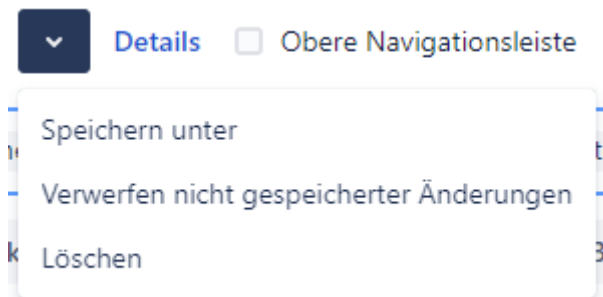 Details Obere Navigationsleiste
Speichern unter
Verwerfen nicht gespeicherter Änderungen
Löschen